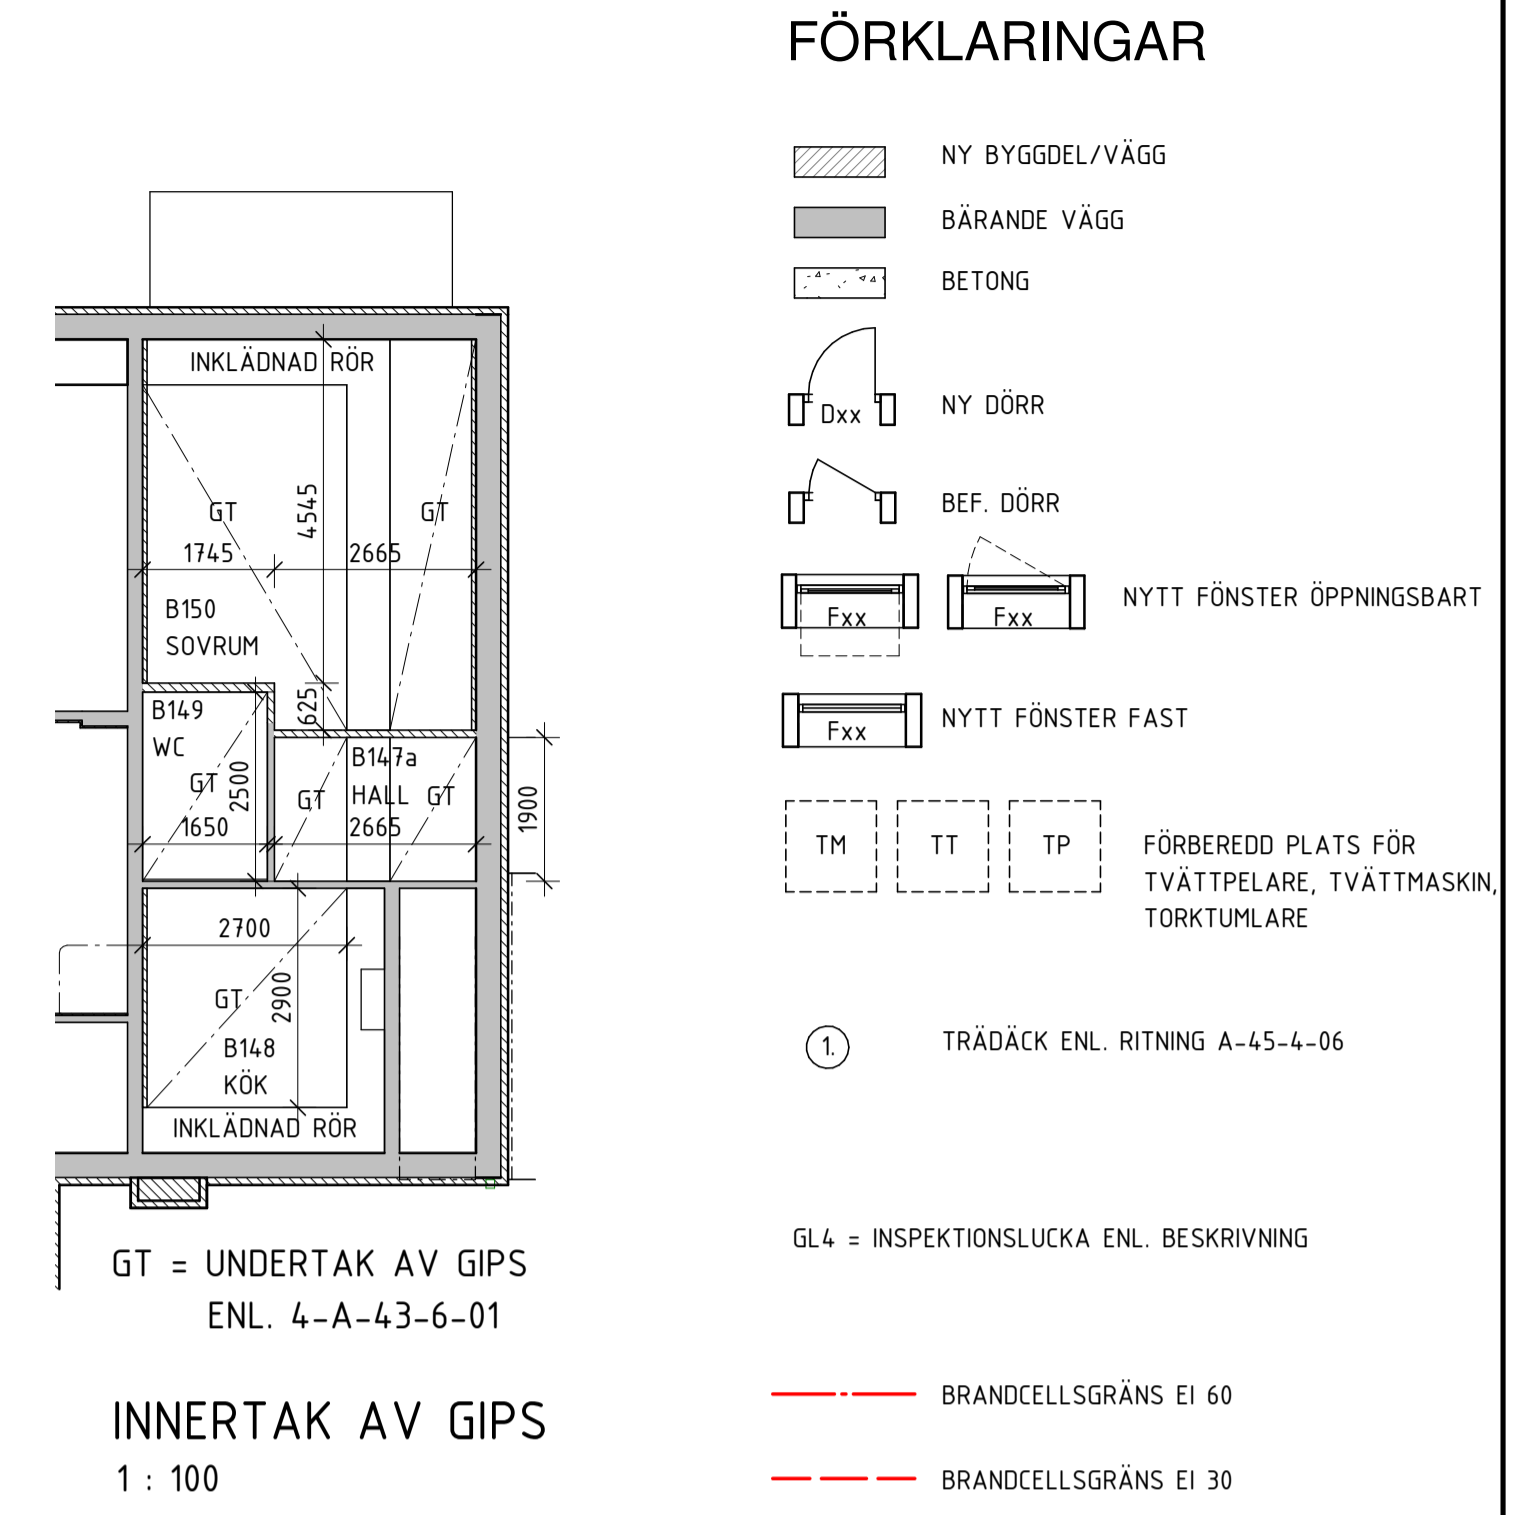 FÖRKLARINGAR
NY BYGGDEL/VÄGG
BÄRANDE VÄGG
BETONG
Dxx
NY DÖRR
BEF. DÖRR
Fxx
Fxx
NYTT FÖNSTER ÖPPNINGSBART
Fxx
NYTT FÖNSTER FAST
TM
TT
TP
FÖRBEREDD PLATS FÖR
TVÄTTPELARE, TVÄTTMASKIN,
TORKTUMLARE
1.
TRÄDÄCK ENL. RITNING A-45-4-06
GL4 = INSPEKTIONSLUCKA ENL. BESKRIVNING
BRANDCELLSGRÄNS EI 60
BRANDCELLSGRÄNS EI 30
INKLÄDNAD RÖR
GT
4545
GT
1745
2665
B150
SOVRUM
625
B149
WC
GT
2500
1650
B147a
HALL
GT
GT
2665
1900
2700
GT
2900
B148
KÖK
INKLÄDNAD RÖR
GT = UNDERTAK AV GIPS
ENL. 4-A-43-6-01
INNERTAK AV GIPS
1 : 100